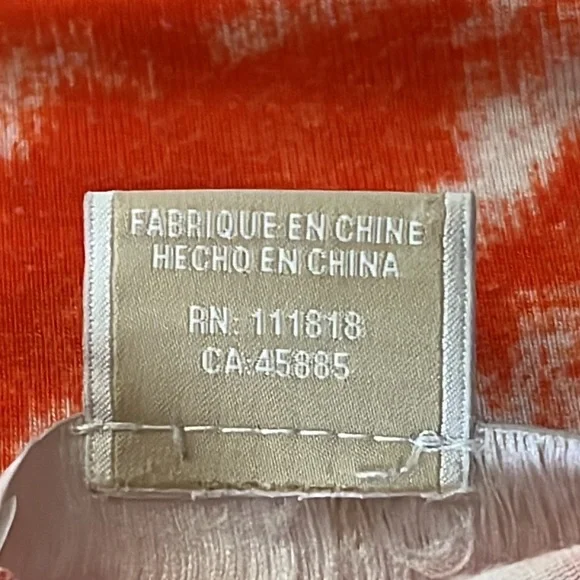 FABRIQUE EN CHINE
HECHO EN CHINA
RN: 111818
CA:45885